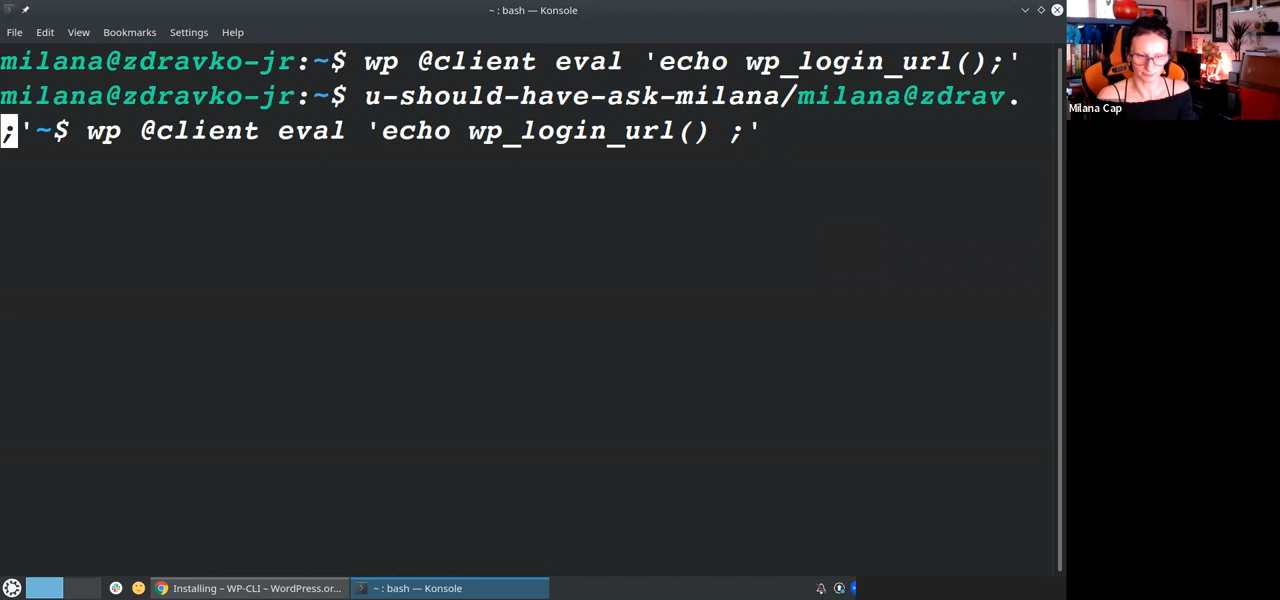 ~ : bash — Konsole
File Edit View Bookmarks Settings Help
milana@zdravko-jr:~$ wp @client eval 'echo wp_login_url();'
milana@zdravko-jr:~$ u-should-have-ask-milana/milana@zdrav.
;'~$ wp @client eval 'echo wp_login_url() ;'
Milana Cap
Installing – WP-CLI – WordPress.or...
~ : bash — Konsole